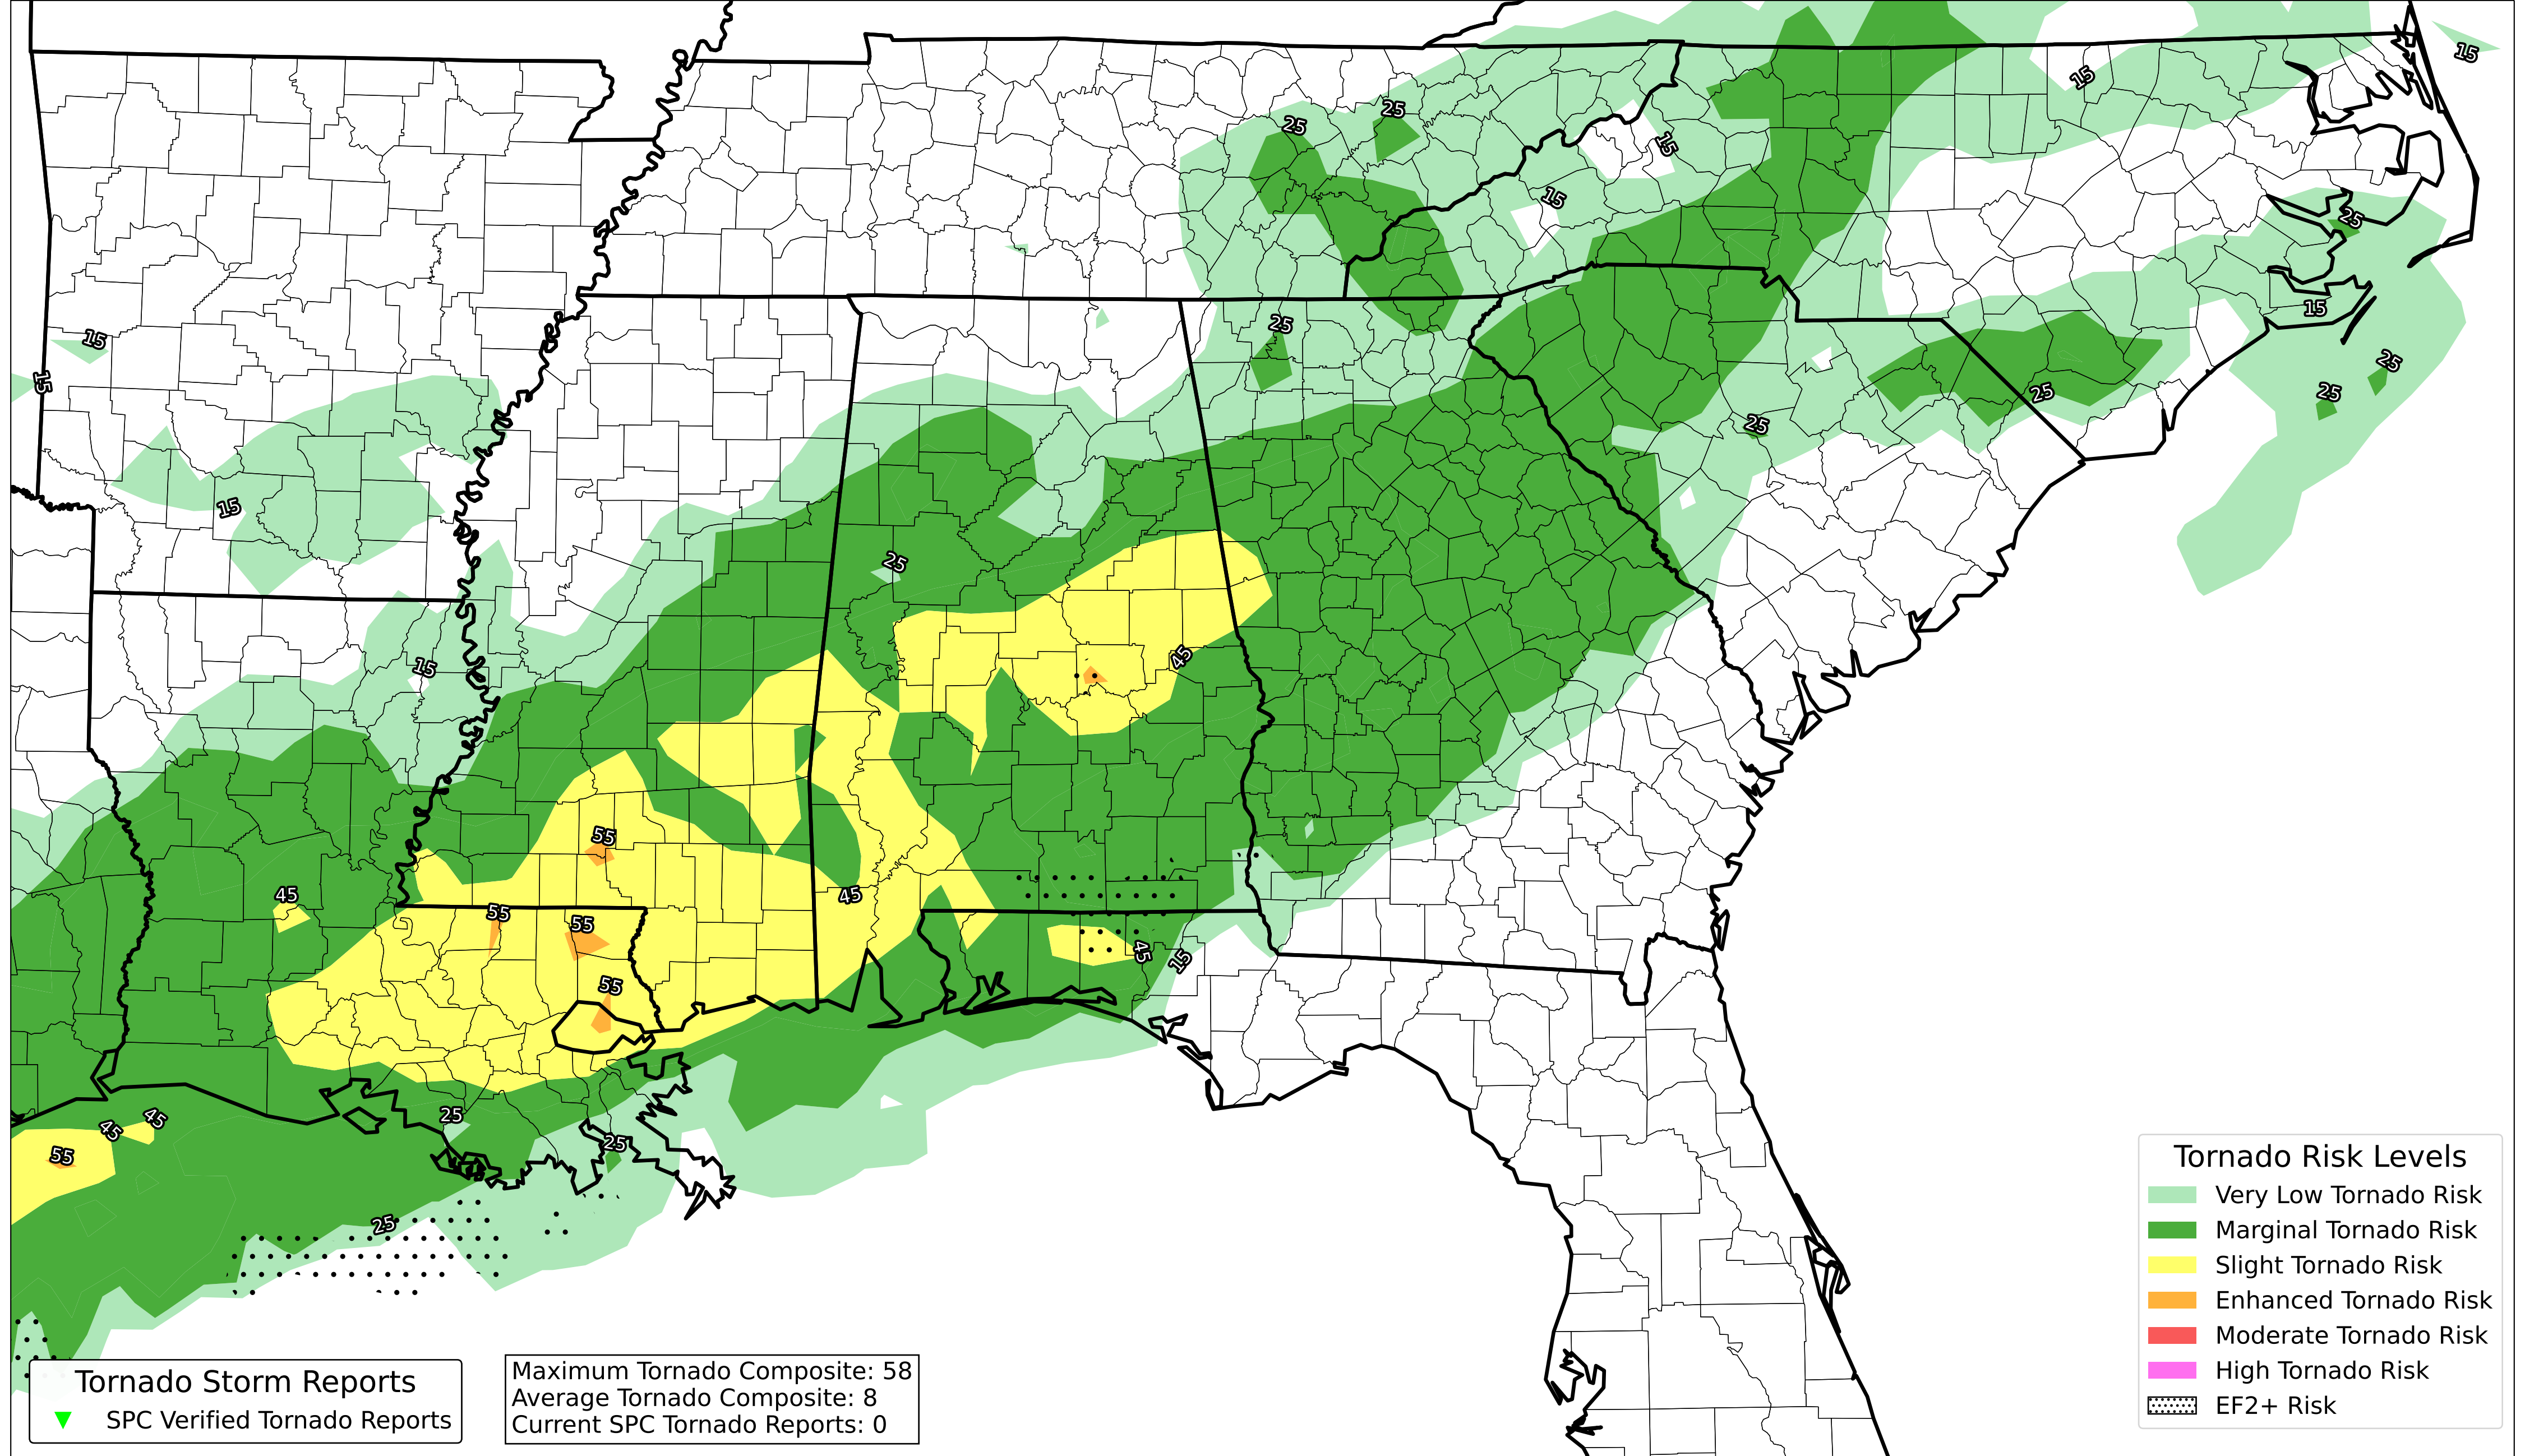 15
15
25
25
15
15
25
15
25
15
15
25
25
25
25
25
15
25
15
45
55
45
45
55
55
45
15
55
25
45
45
25
55
25
Tornado Risk Levels
Very Low Tornado Risk
Marginal Tornado Risk
Slight Tornado Risk
Enhanced Tornado Risk
Moderate Tornado Risk
High Tornado Risk
EF2+ Risk
Tornado Storm Reports
SPC Verified Tornado Reports
Maximum Tornado Composite: 58
Average Tornado Composite: 8
Current SPC Tornado Reports: 0